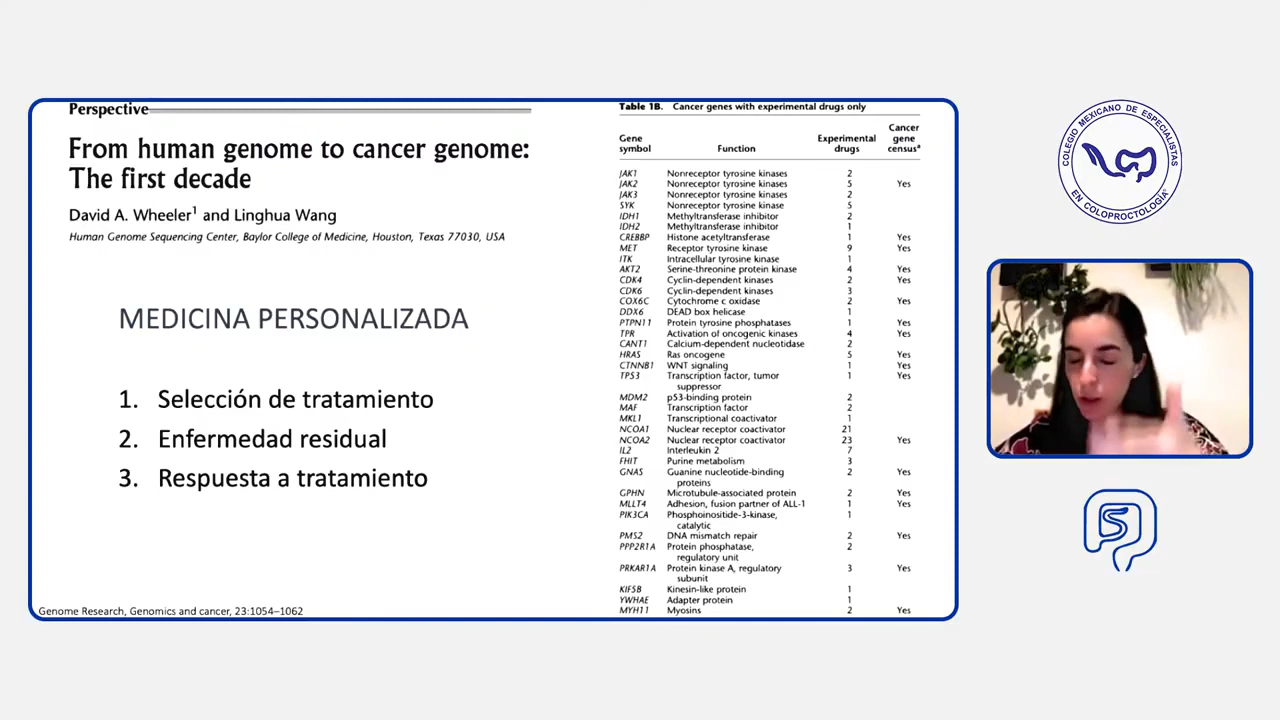 Perspective
From human genome to cancer genome:
The first decade
David A. Wheeler1 and Linghua Wang
Human Genome Sequencing Center, Baylor College of Medicine, Houston, Texas 77030, USA
MEDICINA PERSONALIZADA
1. Selección de tratamiento
2. Enfermedad residual
3. Respuesta a tratamiento
Genome Research, Genomics and cancer, 23:1054–1062
Table 1B. Cancer genes with experimental drugs only
Gene symbol Function Experimental drugs Cancer gene censusa
JAK1 Nonreceptor tyrosine kinases 2
JAK2 Nonreceptor tyrosine kinases 5 Yes
JAK3 Nonreceptor tyrosine kinases 2
SYK Nonreceptor tyrosine kinase 5
IDH1 Methyltransferase inhibitor 2
IDH2 Methyltransferase inhibitor 1
CREBBP Histone acetyltransferase 1 Yes
MET Receptor tyrosine kinase 9 Yes
ITK Intracellular tyrosine kinase 1
AKT2 Serine-threonine protein kinase 4 Yes
CDK4 Cyclin-dependent kinases 2 Yes
CDK6 Cyclin-dependent kinases 3
COX6C Cytochrome c oxidase 2 Yes
DDX6 DEAD box helicase 1
PTPN11 Protein tyrosine phosphatases 1 Yes
TPR Activation of oncogenic kinases 4 Yes
CANT1 Calcium-dependent nucleotidase 2
HRAS Ras oncogene 5 Yes
CTNNB1 WNT signaling 1 Yes
TP53 Transcription factor, tumor 1 Yes
suppressor
MDM2 p53-binding protein 2
MAF Transcription factor 2
MKL1 Transcriptional coactivator 1
NCOA1 Nuclear receptor coactivator 21
NCOA2 Nuclear receptor coactivator 23 Yes
IL2 Interleukin 2 7
FHIT Purine metabolism 3
GNAS Guanine nucleotide-binding 2 Yes
proteins
GPHN Microtubule-associated protein 2 Yes
MLLT4 Adhesion, fusion partner of ALL-1 1 Yes
PIK3CA Phosphoinositide-3-kinase, 1
catalytic
PMS2 DNA mismatch repair 2 Yes
PPP2R1A Protein phosphatase, 2
regulatory unit
PRKAR1A Protein kinase A, regulatory 3 Yes
subunit
KIF5B Kinesin-like protein 1
YWHAE Adapter protein 1
MYH11 Myosins 2 Yes
COLEGIO MEXICANO DE ESPECIALISTAS
EN COLOPROCTOLOGÍA